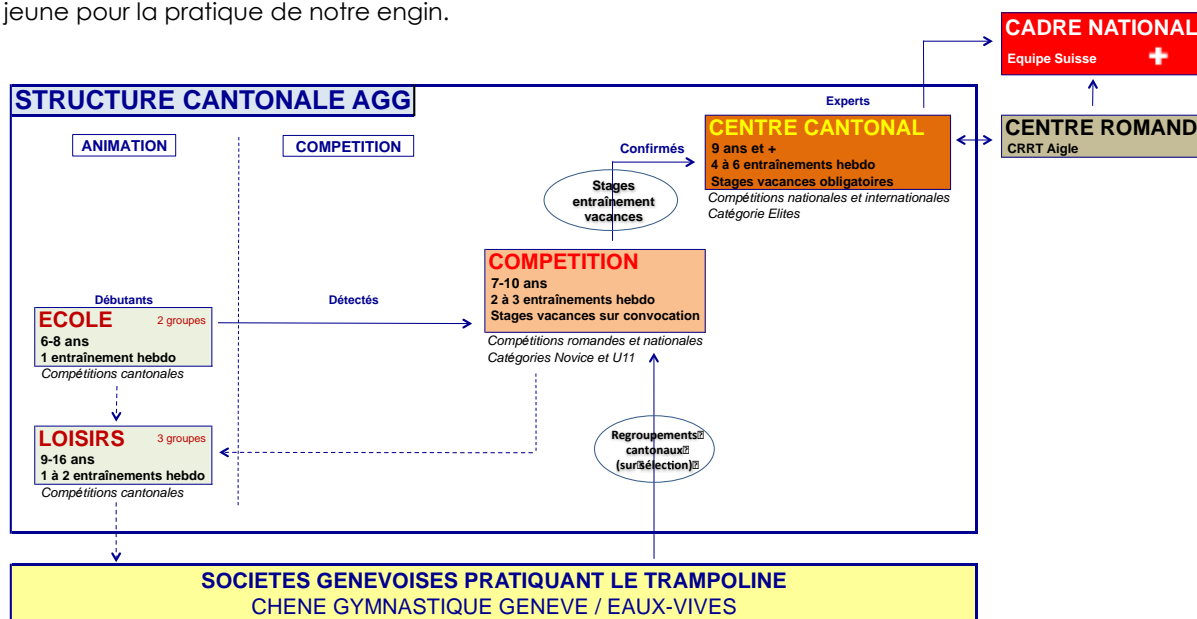 jeune pour la pratique de notre engin.
CADRE NATIONAL
Equipe Suisse
STRUCTURE CANTONALE AGG
Experts
ANIMATION
COMPETITION
CENTRE CANTONAL
9 ans et +
4 à 6 entraînements hebdo
Stages vacances obligatoires
Compétitions nationales et internationales
Catégorie Elites
CENTRE ROMAND
CRRT Aigle
Confirmés
Stages
entraînement
vacances
COMPETITION
7-10 ans
2 à 3 entraînements hebdo
Stages vacances sur convocation
Compétitions romandes et nationales
Catégories Novice et U11
Débutants
Détectés
ECOLE 2 groupes
6-8 ans
1 entraînement hebdo
Compétitions cantonales
LOISIRS 3 groupes
9-16 ans
1 à 2 entraînements hebdo
Compétitions cantonales
Regroupements
cantonaux
(sur sélection)
SOCIETES GENEVOISES PRATIQUANT LE TRAMPOLINE
CHENE GYMNASTIQUE GENEVE / EAUX-VIVES